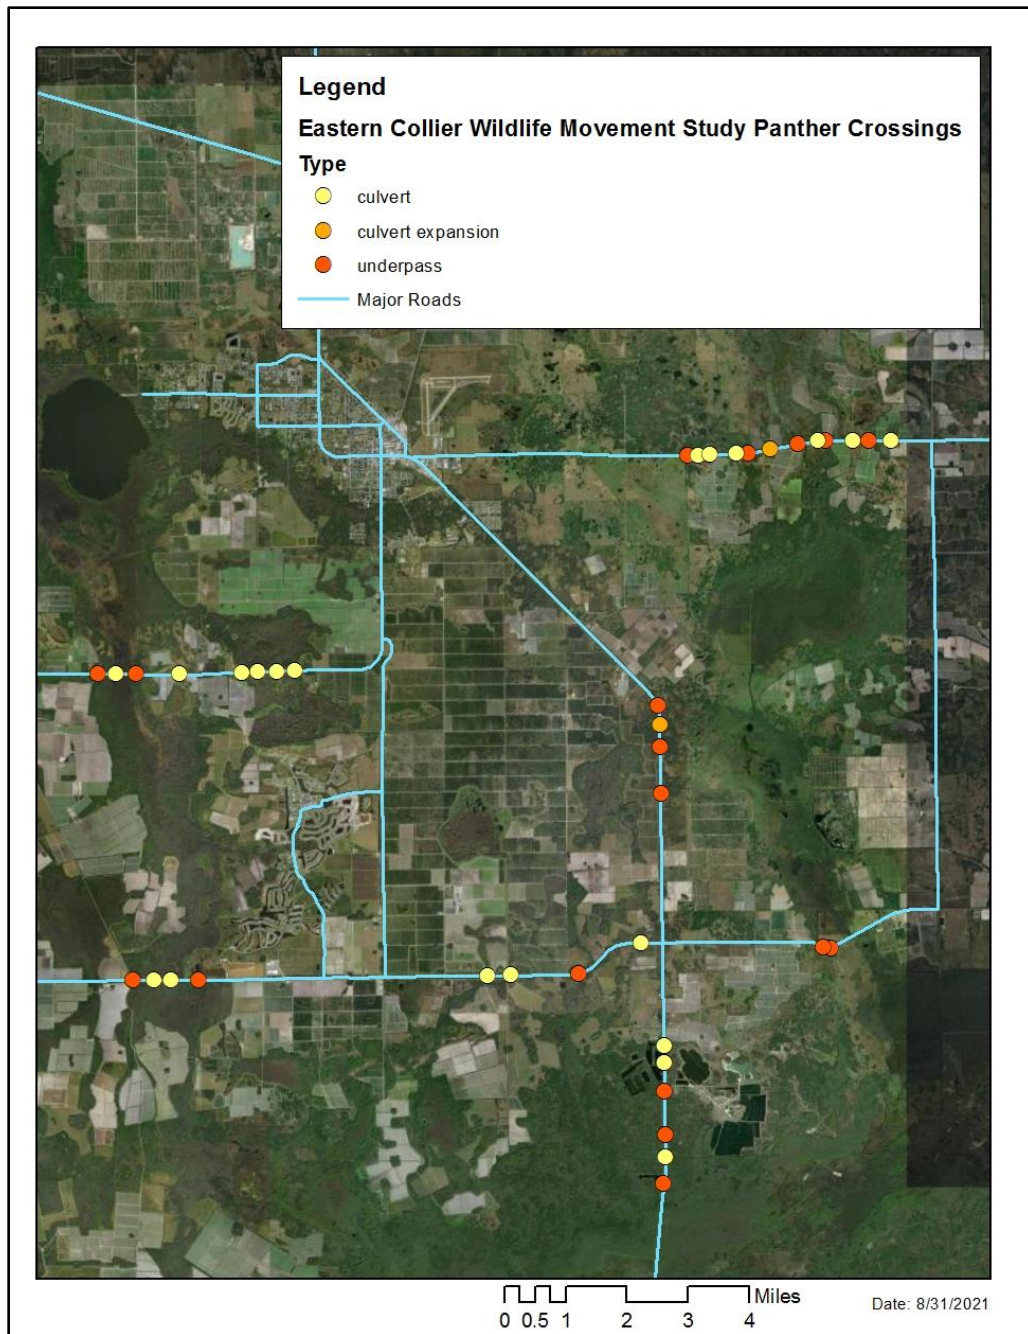 Legend
Eastern Collier Wildlife Movement Study Panther Crossings
Type
culvert
culvert expansion
underpass
Major Roads
Miles
0 0.5 1 2 3 4
Date: 8/31/2021